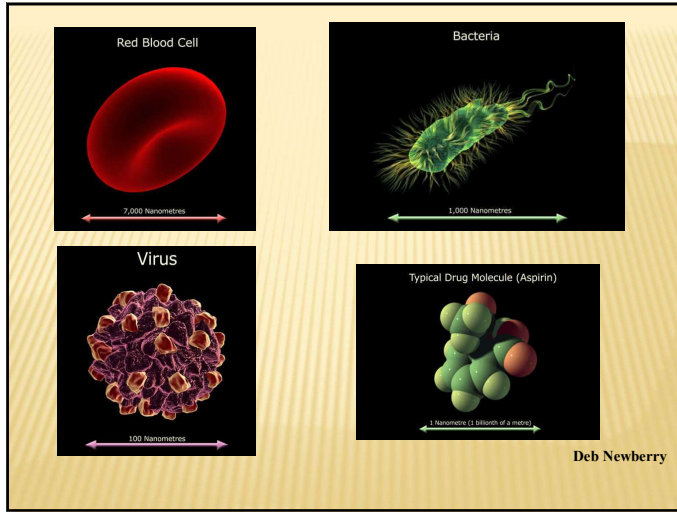 Red Blood Cell
7,000 Nanometres
Bacteria
1,000 Nanometres
Virus
100 Nanometres
Typical Drug Molecule (Aspirin)
1 Nanometre (1 billionth of a metre)
Deb Newberry